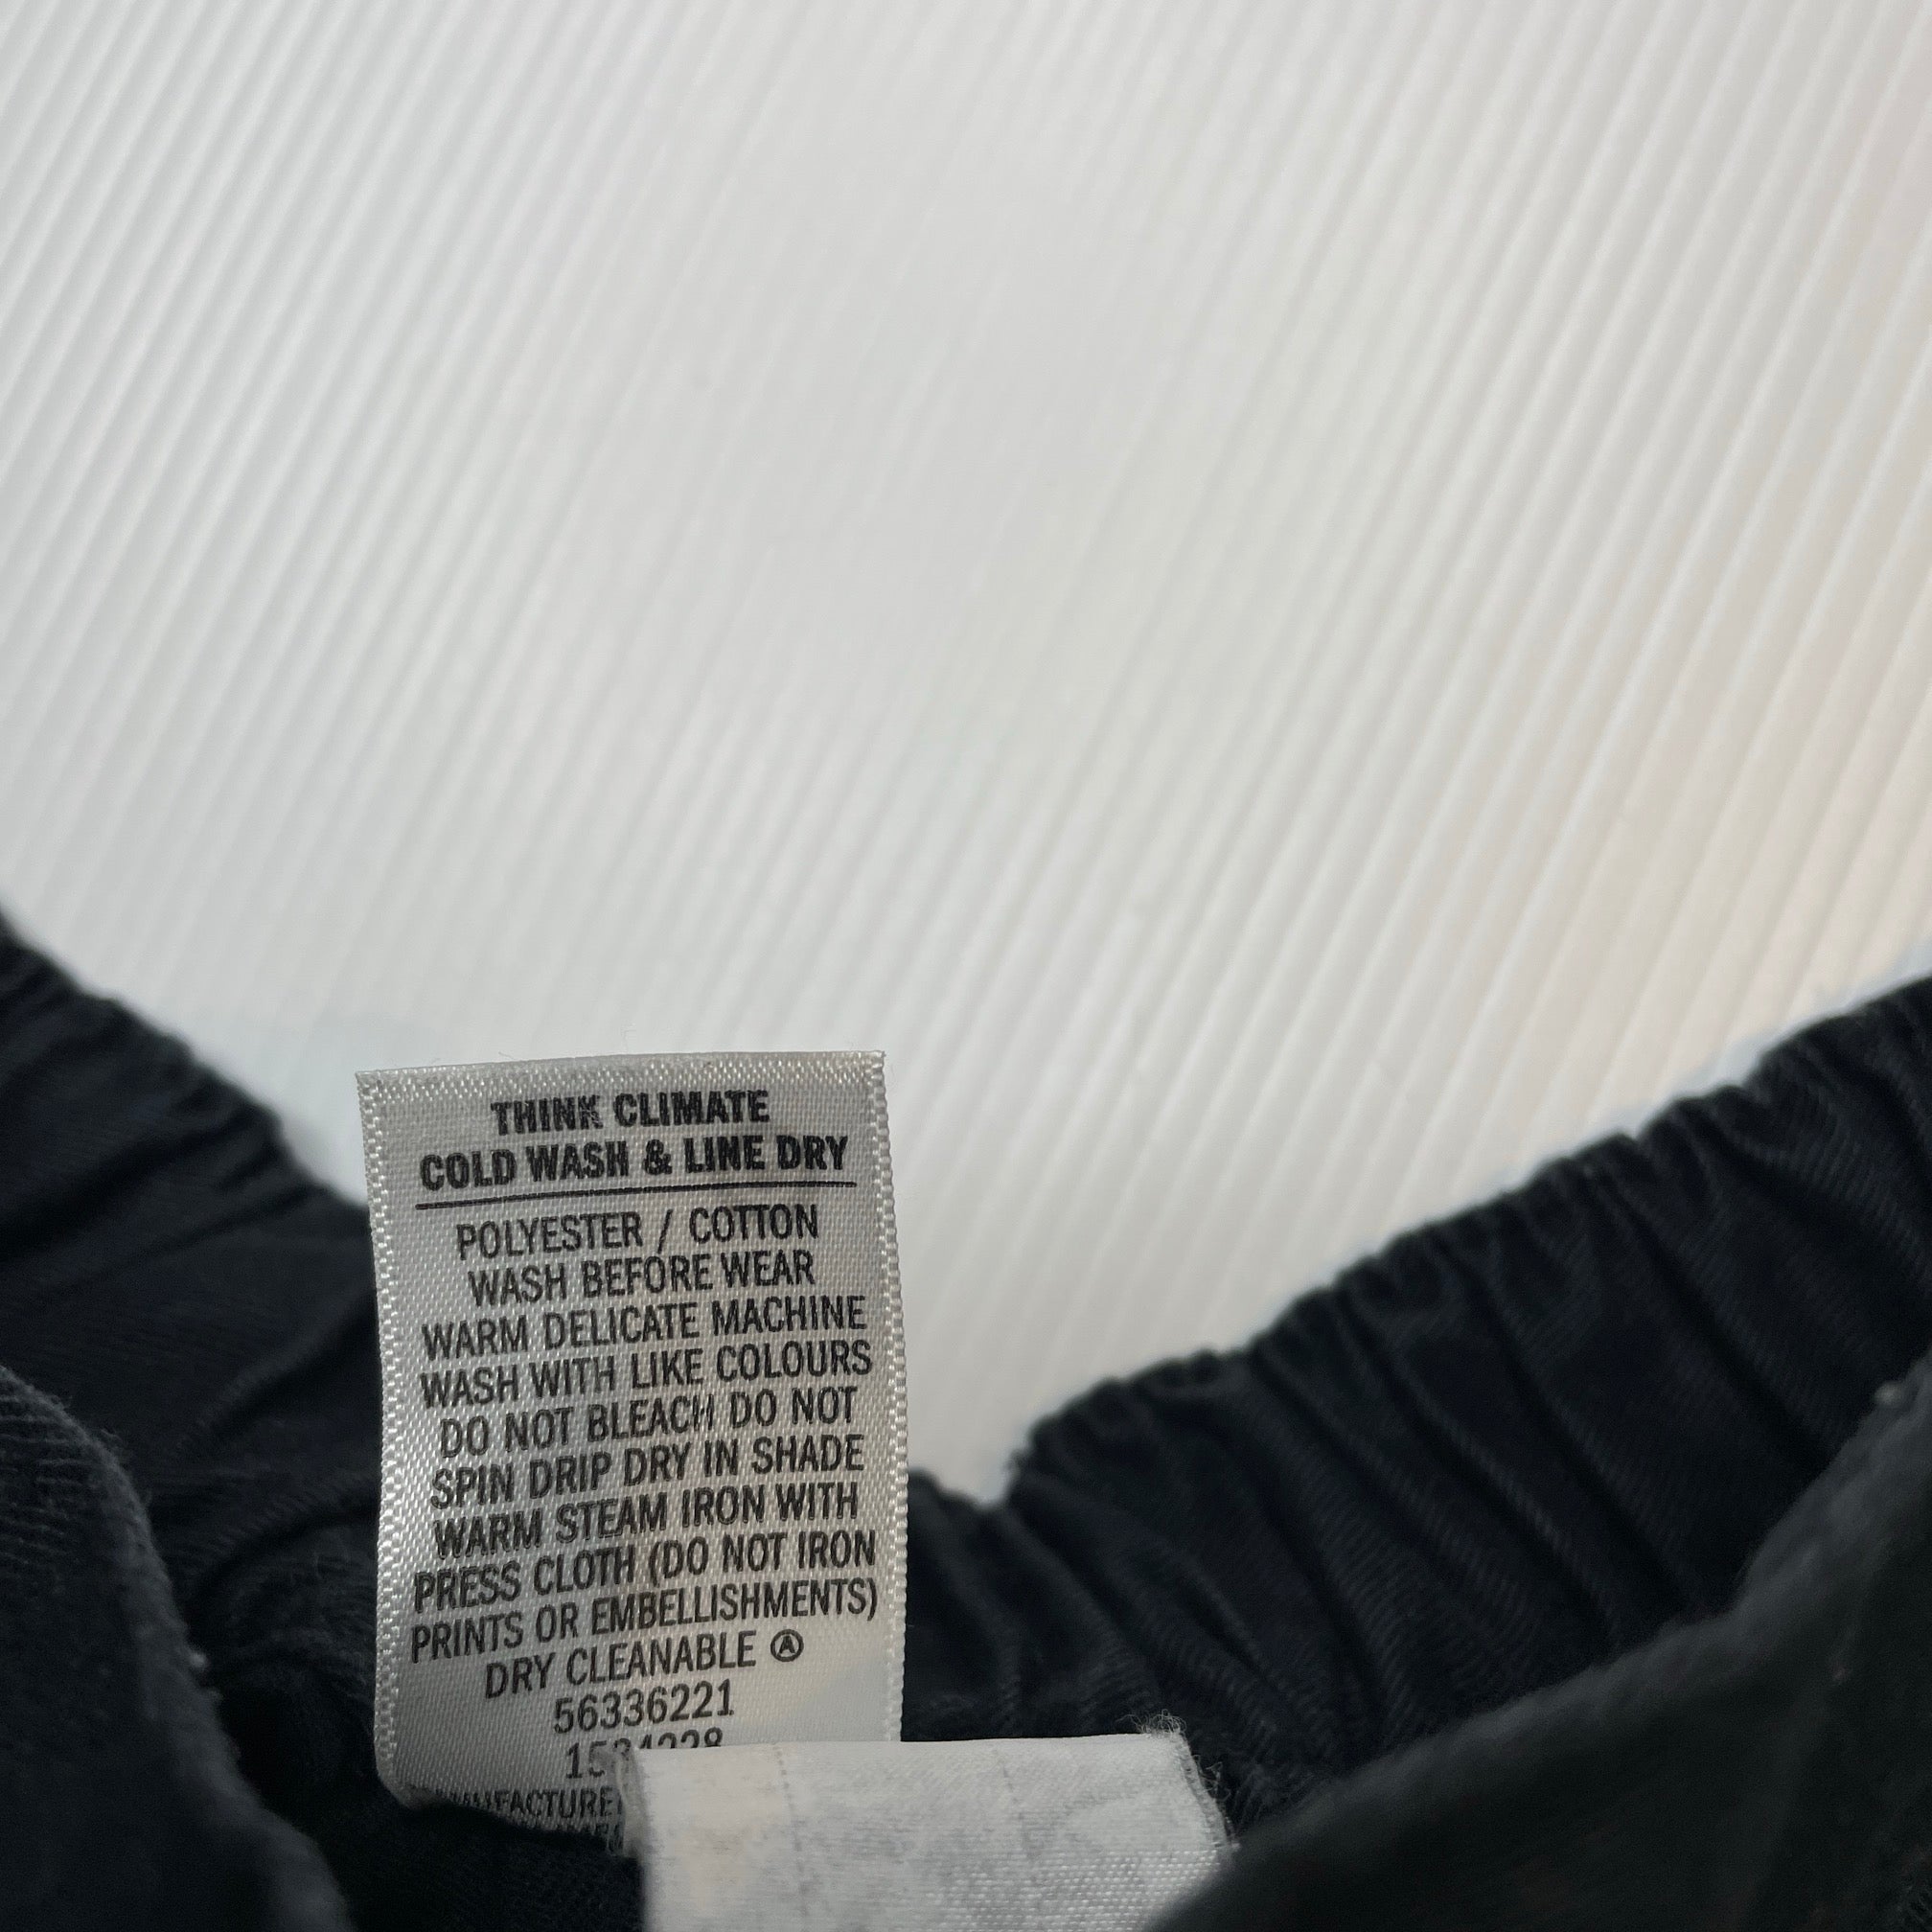 THINK CLIMATE
COLD WASH & LINE DRY
POLYESTER / COTTON
WASH BEFORE WEAR
WARM DELICATE MACHINE
WASH WITH LIKE COLOURS
DO NOT BLEACH DO NOT
SPIN DRIP DRY IN SHADE
WARM STEAM IRON WITH
PRESS CLOTH (DO NOT IRON
PRINTS OR EMBELLISHMENTS)
DRY CLEANABLE Ⓐ
56336221